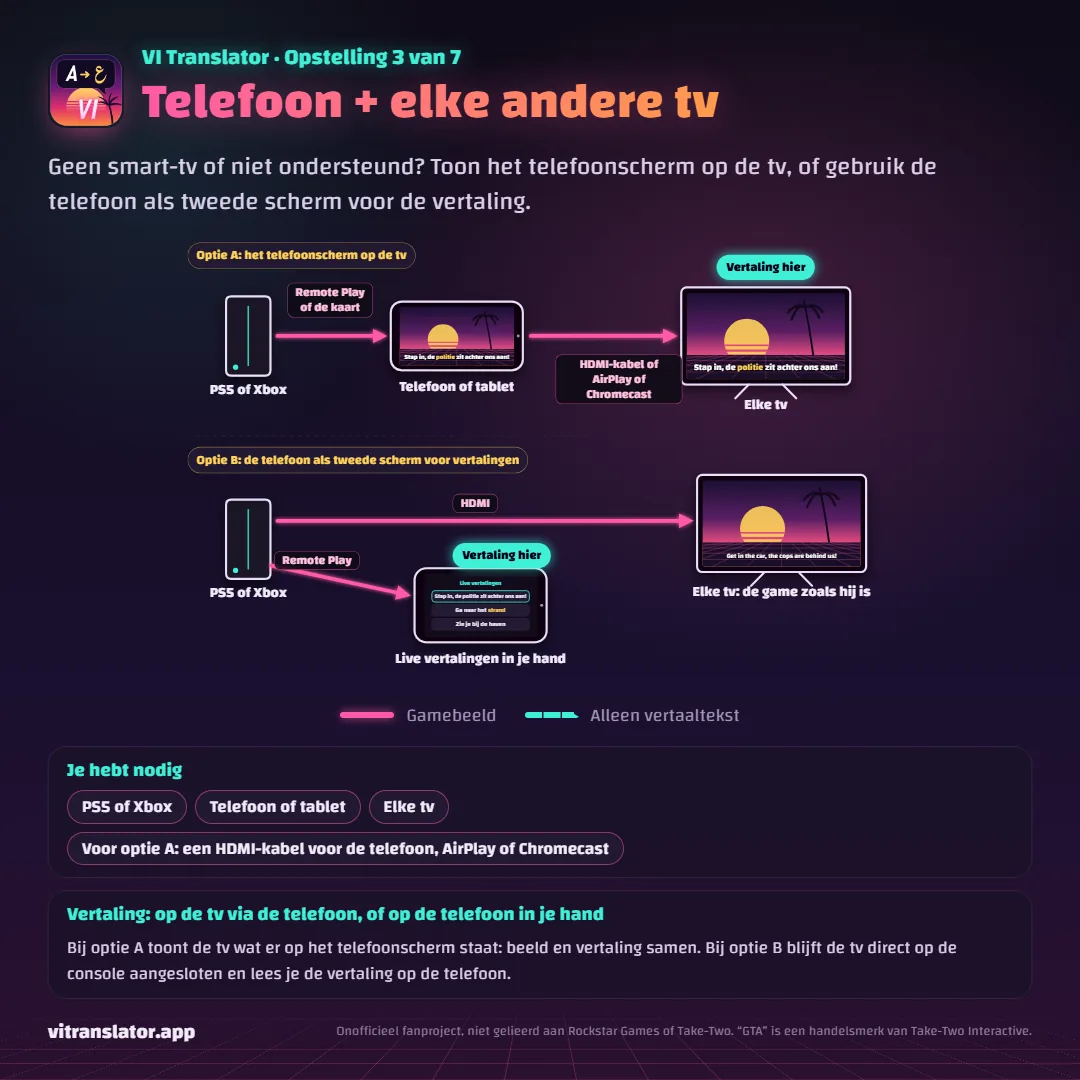 A→ع
VI
VI Translator · Opstelling 3 van 7
Telefoon + elke andere tv
Geen smart-tv of niet ondersteund? Toon het telefoonscherm op de tv, of gebruik de
telefoon als tweede scherm voor de vertaling.
Optie A: het telefoonscherm op de tv
Vertaling hier
Remote Play
of de kaart
Stap in, de politie zit achter ons aan!
Stap in, de politie zit achter ons aan!
HDMI-kabel of
AirPlay of
Chromecast
PS5 of Xbox
Telefoon of tablet
Elke tv
Optie B: de telefoon als tweede scherm voor vertalingen
HDMI
Vertaling hier
Remote Play
Get in the car, the cops are behind us!
Live vertalingen
Stap in, de politie zit achter ons aan!
Ga naar het strand
Zie je bij de haven
PS5 of Xbox
Elke tv: de game zoals hij is
Live vertalingen in je hand
Gamebeeld
Alleen vertaaltekst
Je hebt nodig
PS5 of Xbox
Telefoon of tablet
Elke tv
Voor optie A: een HDMI-kabel voor de telefoon, AirPlay of Chromecast
Vertaling: op de tv via de telefoon, of op de telefoon in je hand
Bij optie A toont de tv wat er op het telefoonscherm staat: beeld en vertaling samen. Bij optie B blijft de tv direct op de
console aangesloten en lees je de vertaling op de telefoon.
vitranslator.app
Onofficieel fanproject, niet gelieerd aan Rockstar Games of Take-Two. “GTA” is een handelsmerk van Take-Two Interactive.